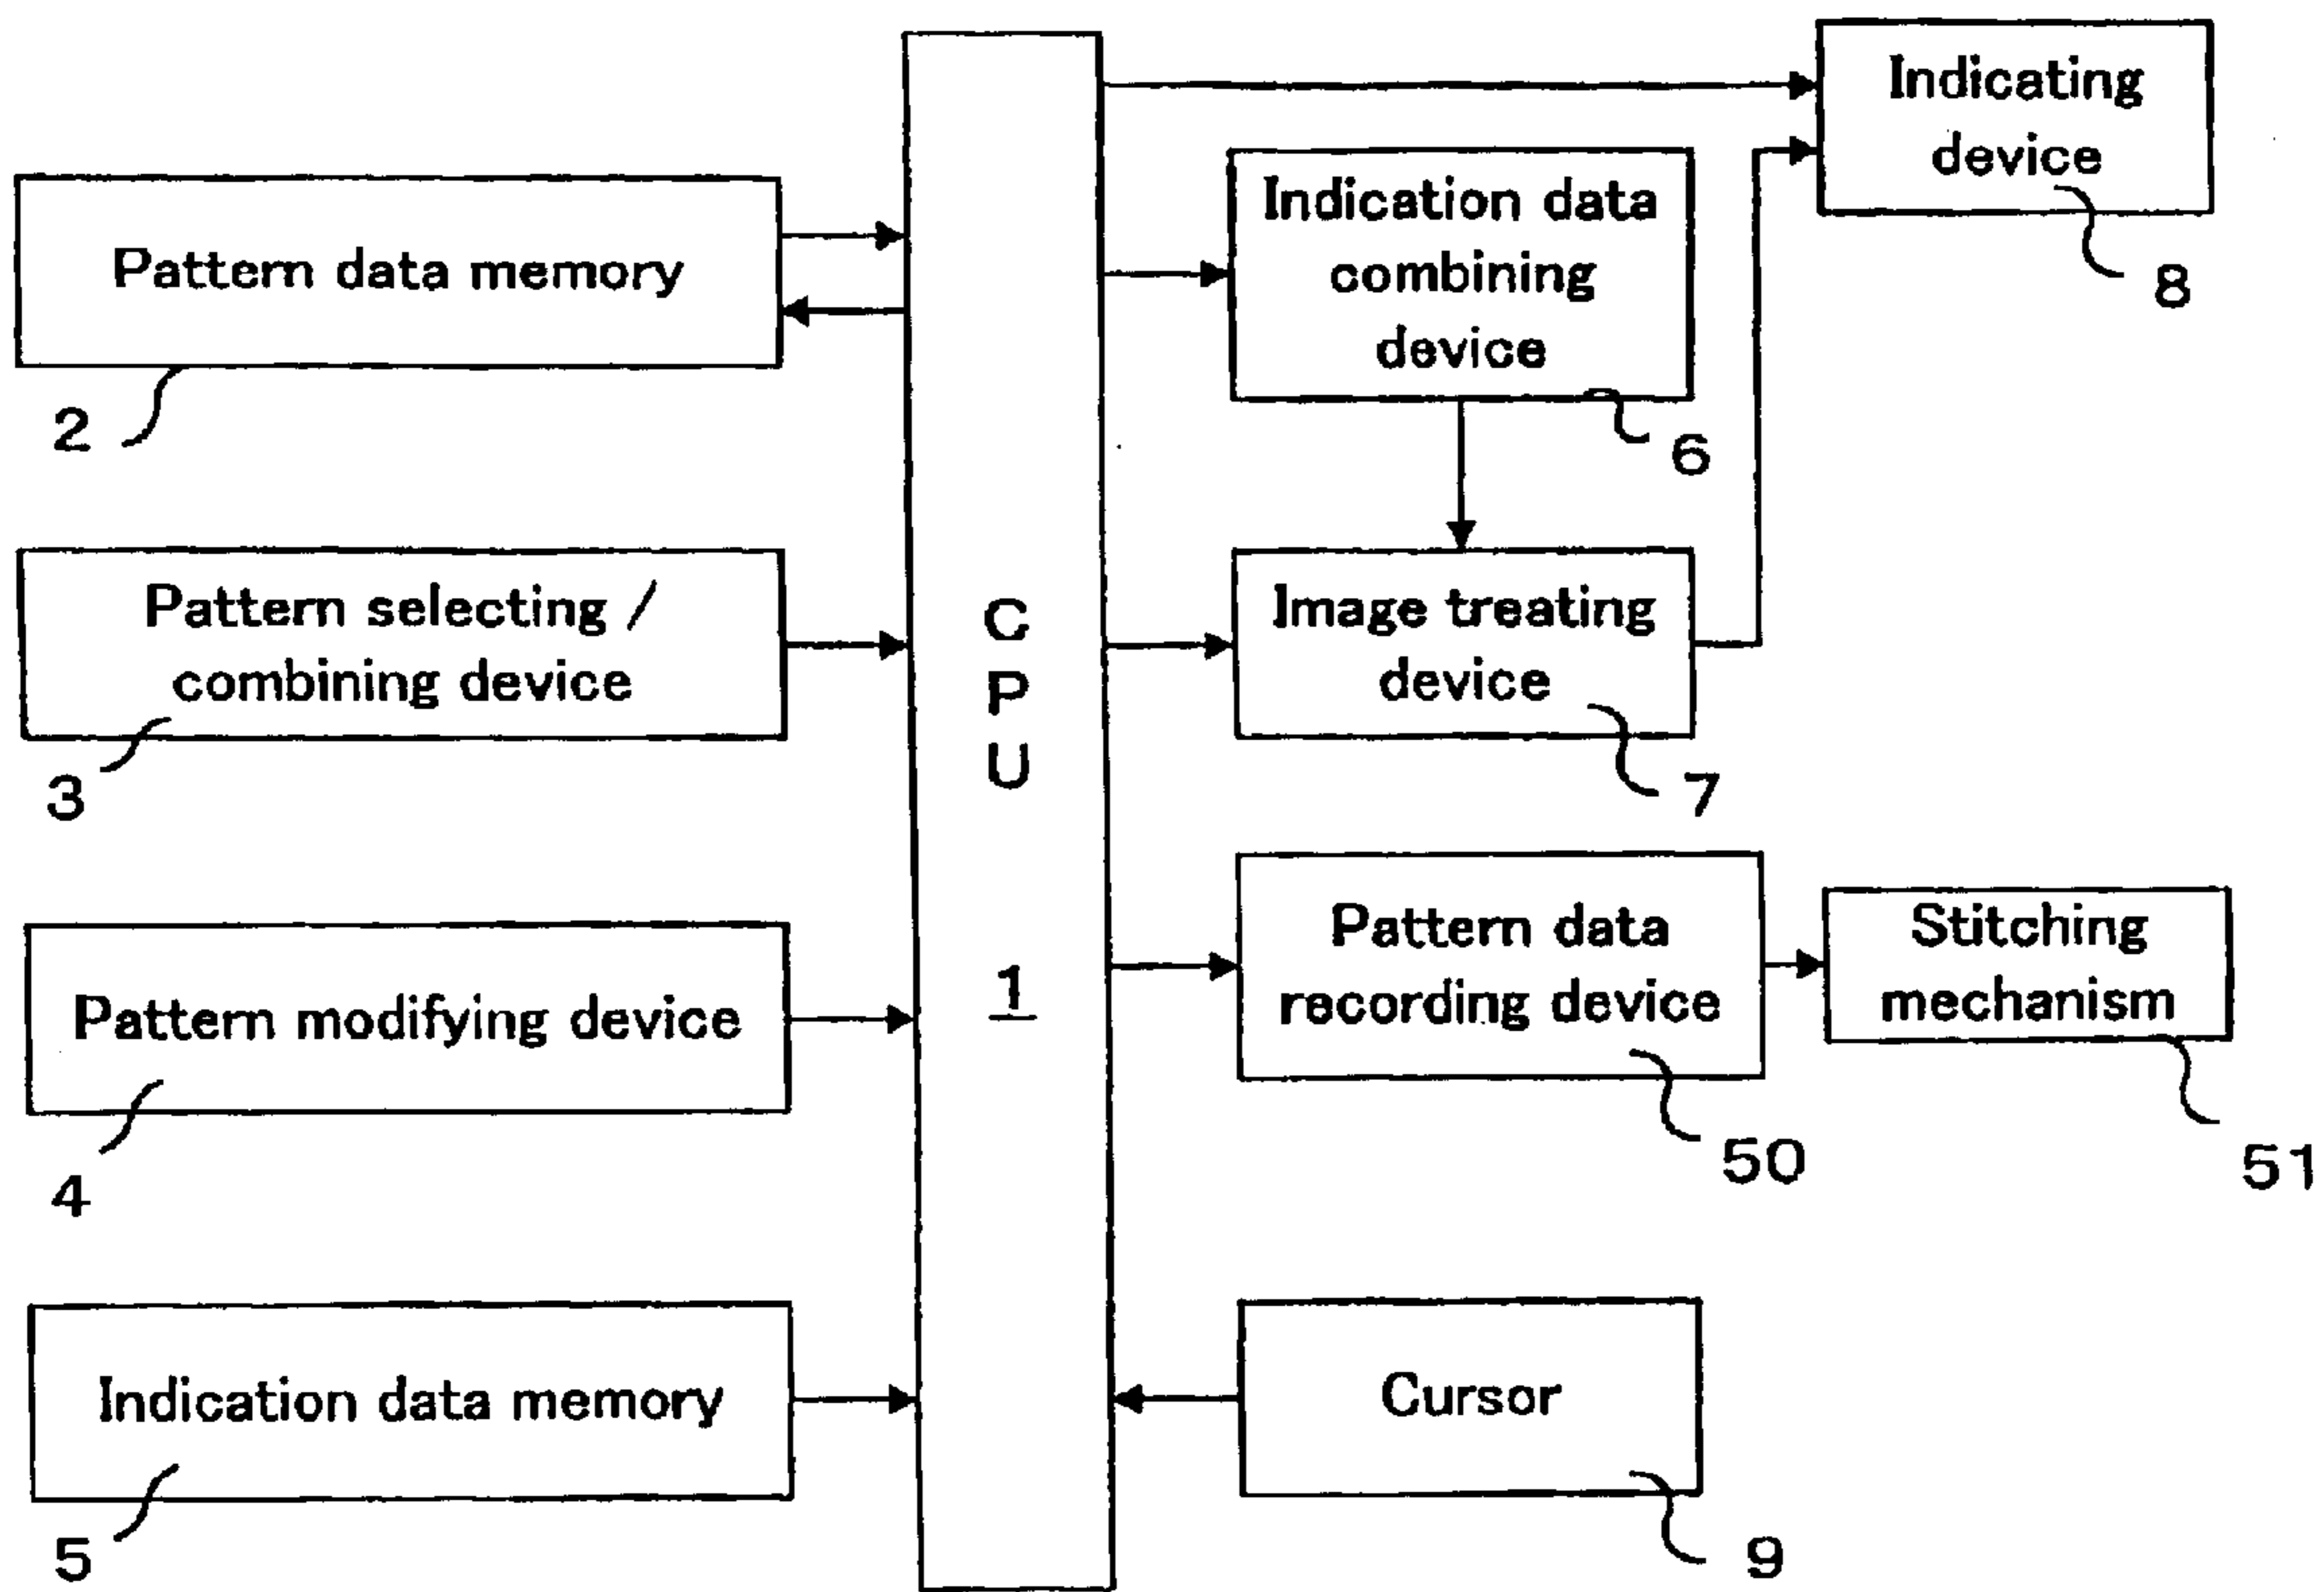 Pattern data memory
2
Pattern selecting /
combining device
3
Pattern modifying device
4
Indication data memory
5
C
P
U
1
Indicating
device
8
Indication data
combining
device
6
Image treating
device
7
Pattern data
recording device
50
Stitching
mechanism
51
Cursor
9